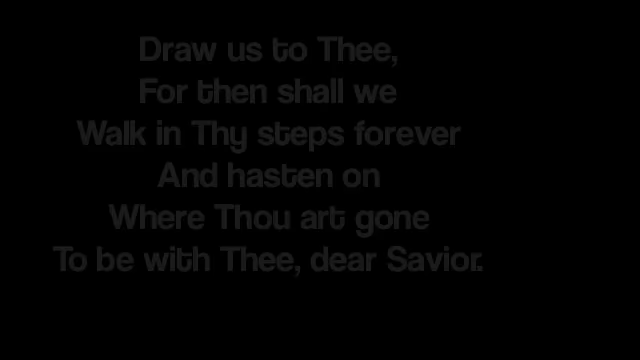 Draw us to Thee,
For then shall we
Walk in Thy steps forever
And hasten on
Where Thou art gone
To be with Thee, dear Savior.